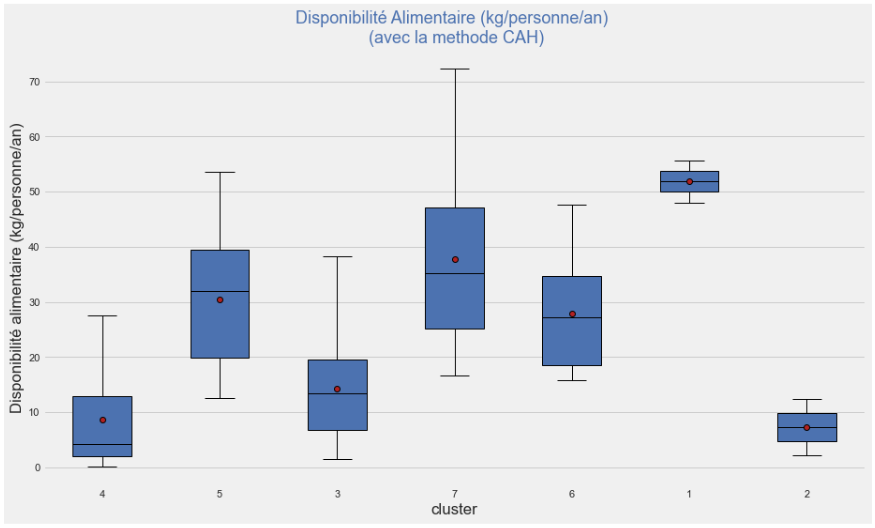 Disponibilité Alimentaire (kg/personne/an)
(avec la methode CAH)
Disponibilité alimentaire (kg/personne/an)
70
60
50
40
30
20
10
0
4 5 3 7 6 1 2
cluster